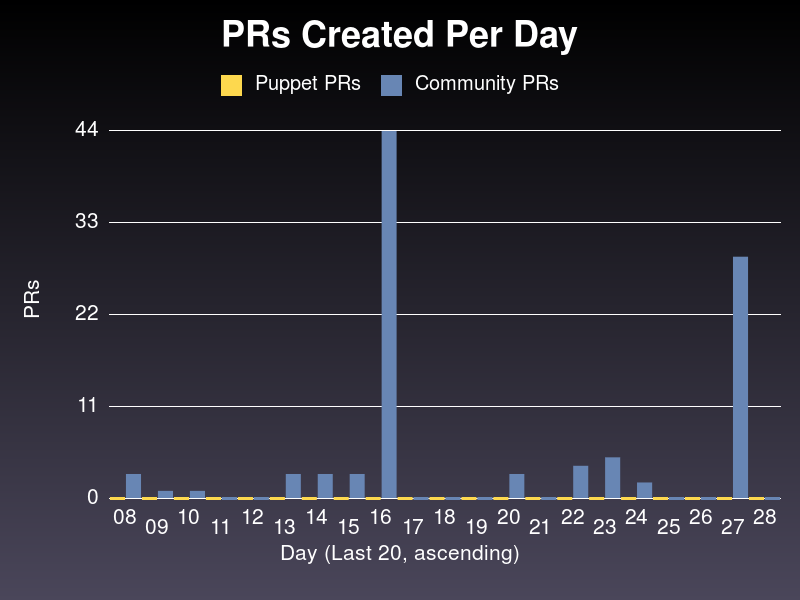 PRs Created Per Day
Puppet PRs Community PRs
44
33
22
11
0
PRs
08 09 10 11 12 13 14 15 16 17 18 19 20 21 22 23 24 25 26 27 28
Day (Last 20, ascending)